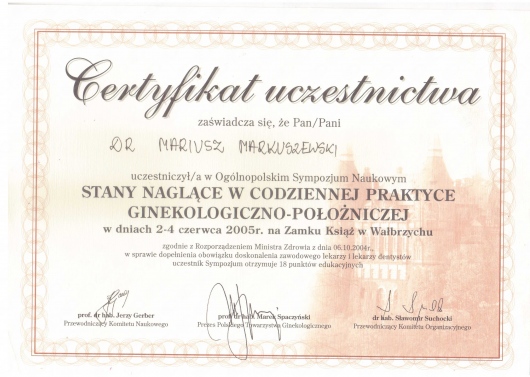 Certyfikat uczestnictwa
zaświadcza się, że Pan/Pani
DR MARIUSZ MARKUSZEWSKI
uczestniczył/a w Ogólnopolskim Sympozjum Naukowym
STANY NAGLĄCE W CODZIENNEJ PRAKTYCE
GINEKOLOGICZNO-POŁOŻNICZEJ
w dniach 2-4 czerwca 2005r. na Zamku Książ w Wałbrzychu
zgodnie z Rozporządzeniem Ministra Zdrowia z dnia 06.10.2004r.,
w sprawie dopełnienia obowiązku doskonalenia zawodowego lekarzy i lekarzy dentystów
uczestnik Sympozjum otrzymuje 18 punktów edukacyjnych
prof. dr hab. Jerzy Gerber
Przewodniczący Komitetu Naukowego
prof. dr hab. Marek Spaczyński
Prezes Polskiego Towarzystwa Ginekologicznego
dr hab. Sławomir Suchocki
Przewodniczący Komitetu Organizacyjnego